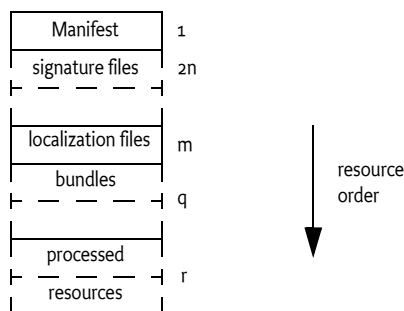 Manifest 1
signature files 2n
localization files m
bundles
q
processed
r
resources
resource
order